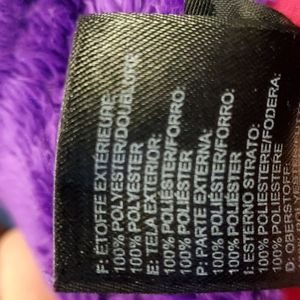 F: ÉTOFFE EXTÉRIEURE:
100% POLYESTER/DOUBLURE:
100% POLYESTER
E: TELA EXTERIOR:
100% POLIÉSTER/FORRO:
100% POLIÉSTER
P: PARTE EXTERNA:
100% POLIÉSTER/FORRO:
100% POLIÉSTER
I: ESTERNO STRATO:
100% POLIESTERE/FODERA:
100% POLIESTERE
D: OBERSTOFF: